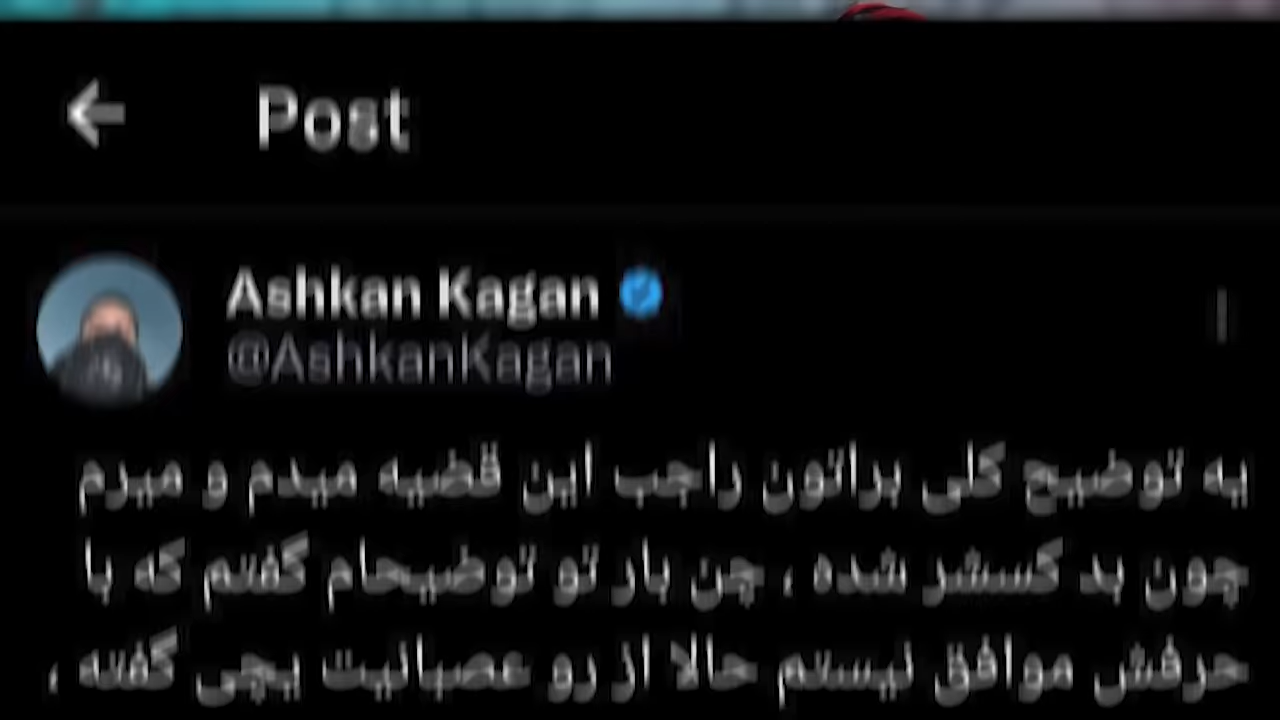 Post
Ashkan Kagan
@AshkanKagan
یه توضیح کلی براتون راجب این قضیه میدم و میرم
چون بد کسشر شده ، چن بار تو توضیحام گفتم که با
حرفش موافق نیستم حالا از رو عصبانیت یچی گفته ،